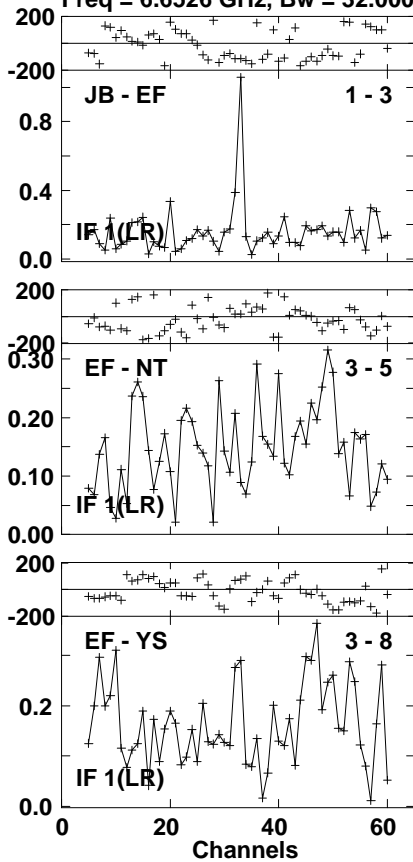 Freq = 6.6526 GHz, Bw = 32.000
200
-200
JB - EF 1 - 3
0.8
0.4
IF 1(LR)
0.0
200
-200
0.30
EF - NT 3 - 5
0.20
0.10
IF 1(LR)
0.00
200
-200
EF - YS 3 - 8
0.2
IF 1(LR)
0.0
0 20 40 60
Channels